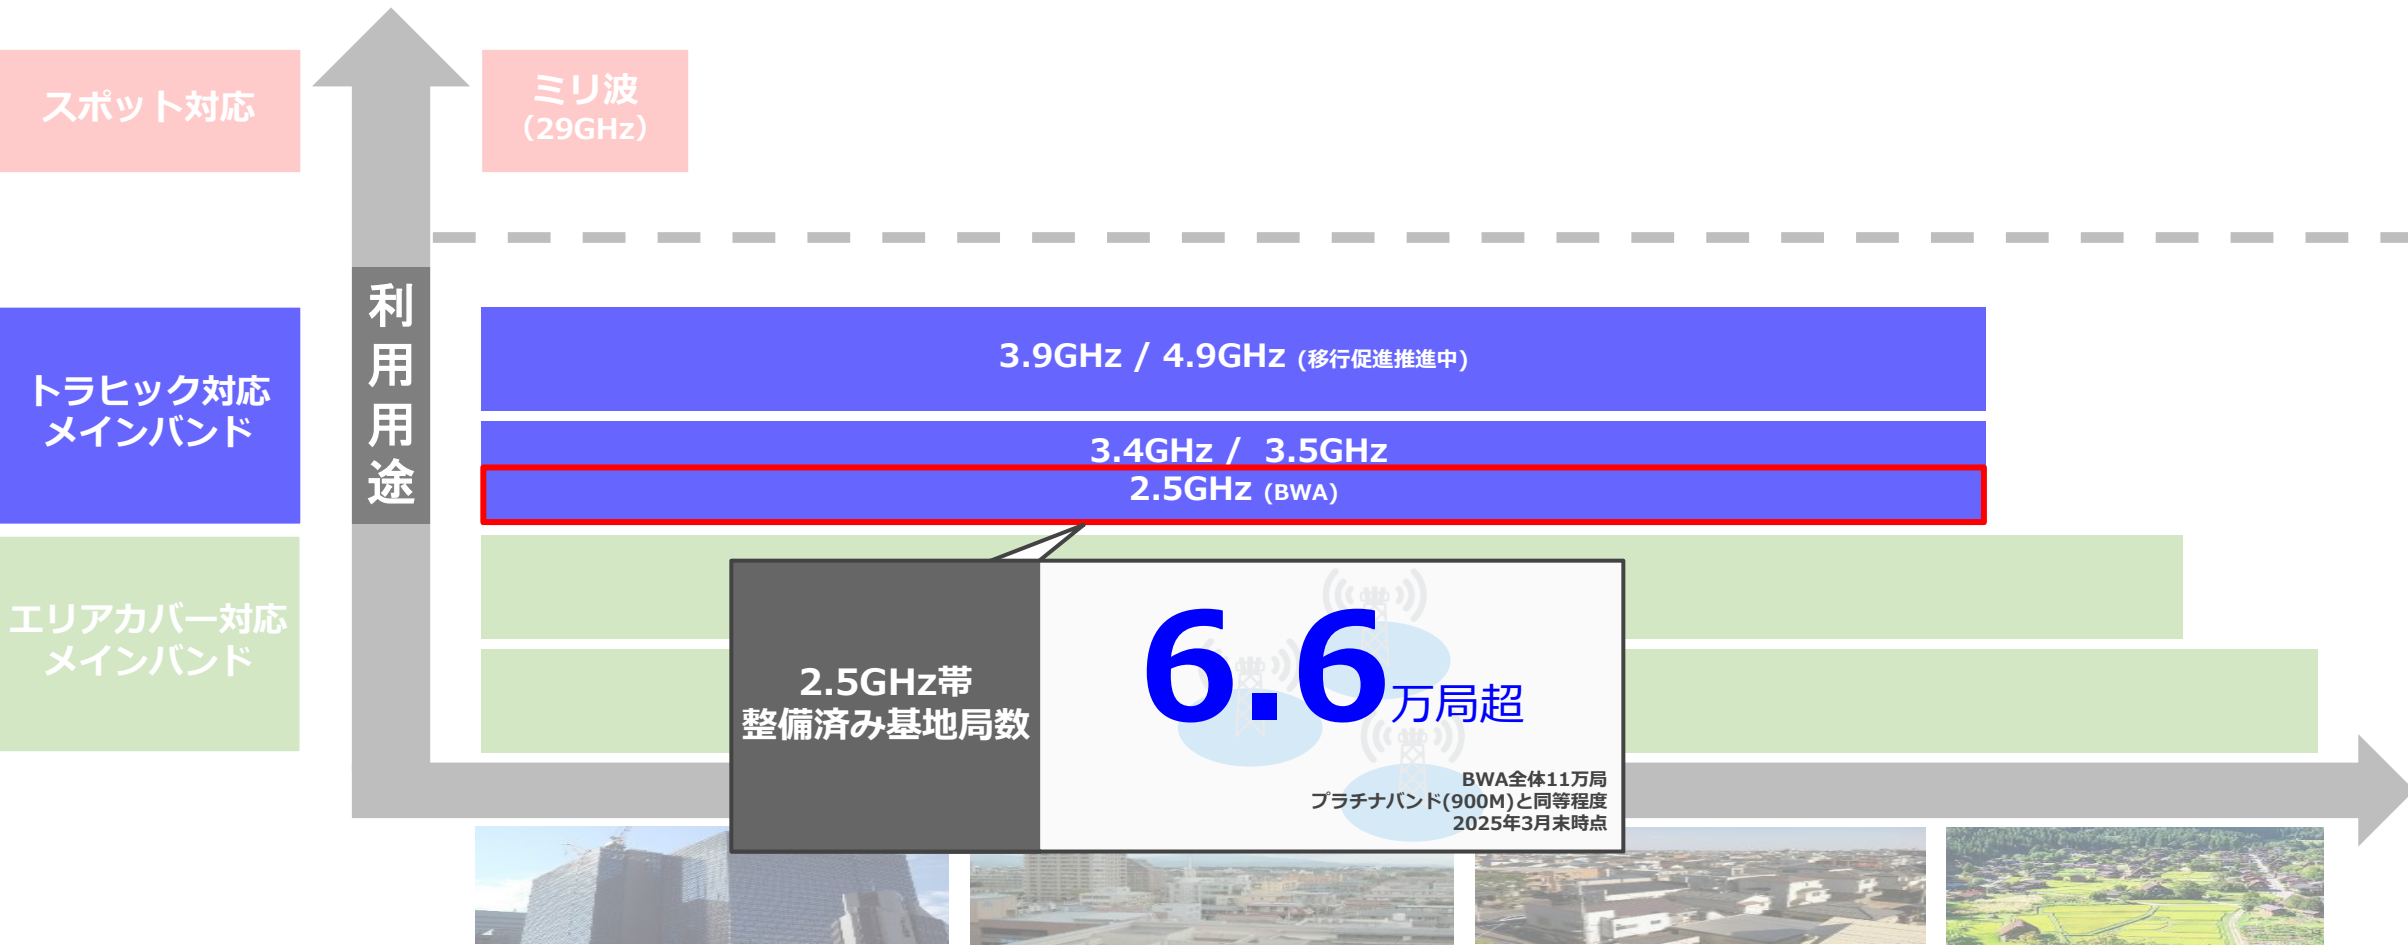 スポット対応
ミリ波
（29GHz）
利用用途
トラヒック対応
メインバンド
3.9GHz / 4.9GHz (移行促進推進中)
3.4GHz / 3.5GHz
2.5GHz (BWA)
エリアカバー対応
メインバンド
2.5GHz帯
整備済み基地局数
6.6万局超
BWA全体11万局
プラチナバンド(900M)と同等程度
2025年3月末時点